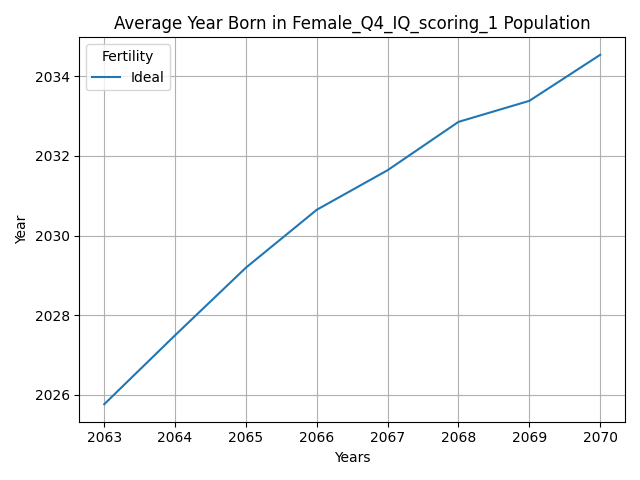 Average Year Born in Female_Q4_IQ_scoring_1 Population
Fertility
Ideal
2034
2032
2030
2028
2026
Year
2063 2064 2065 2066 2067 2068 2069 2070
Years